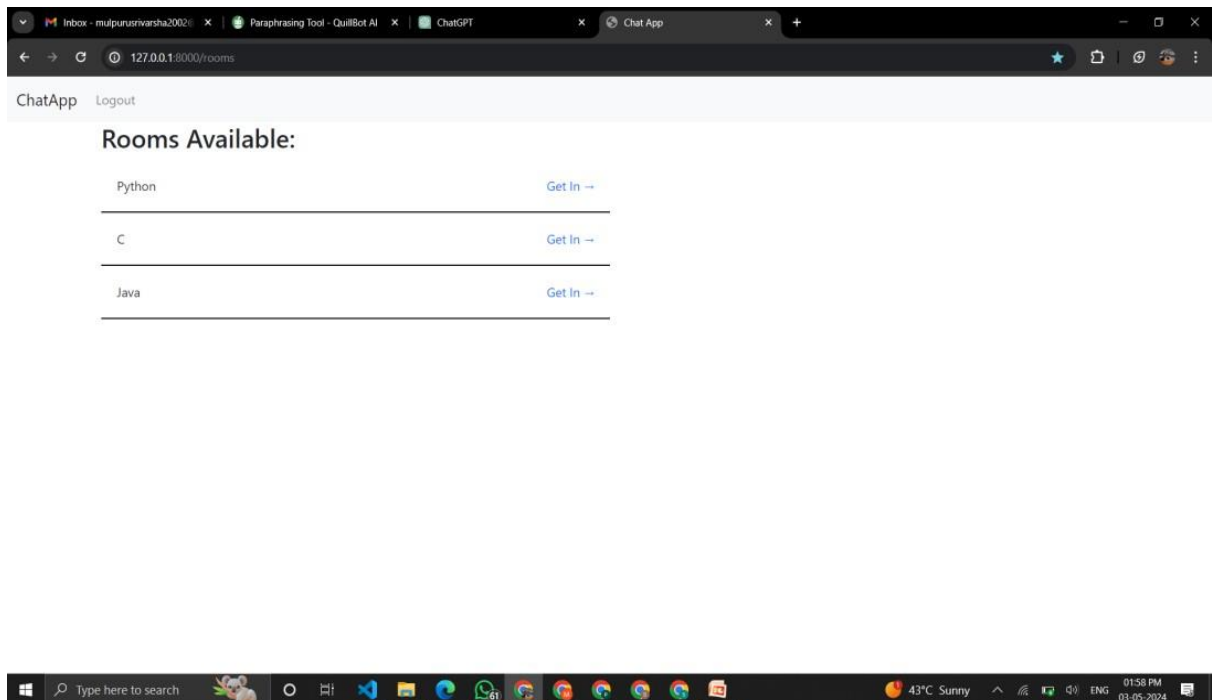 Inbox - mulpurusrivarsha2002@
Paraphrasing Tool - QuillBot AI
ChatGPT
Chat App
127.0.0.1:8000/rooms
ChatApp Logout
Rooms Available:
Python Get In →
C Get In →
Java Get In →
Type here to search
61
43°C Sunny
ENG
01:58 PM
03-05-2024